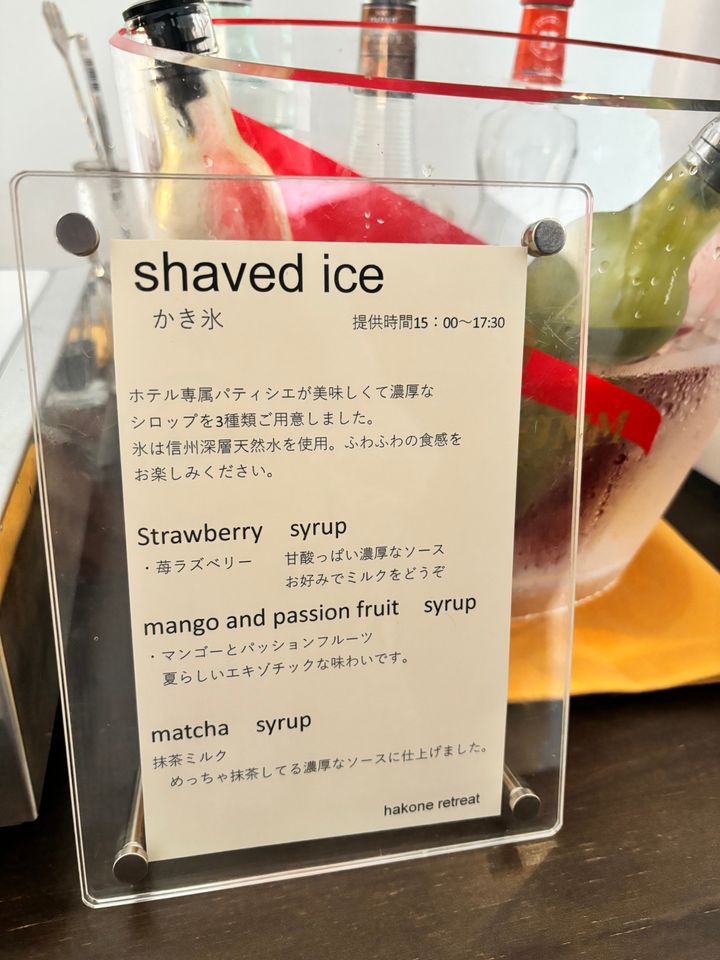 shaved ice
かき氷 提供時間15：00～17:30
ホテル専属パティシエが美味しくて濃厚な
シロップを3種類ご用意しました。
氷は信州深層天然水を使用。ふわふわの食感を
お楽しみください。
Strawberry syrup
・苺ラズベリー 甘酸っぱい濃厚なソース
お好みでミルクをどうぞ
mango and passion fruit syrup
・マンゴーとパッションフルーツ
夏らしいエキゾチックな味わいです。
matcha syrup
抹茶ミルク
めっちゃ抹茶してる濃厚なソースに仕上げました。
hakone retreat